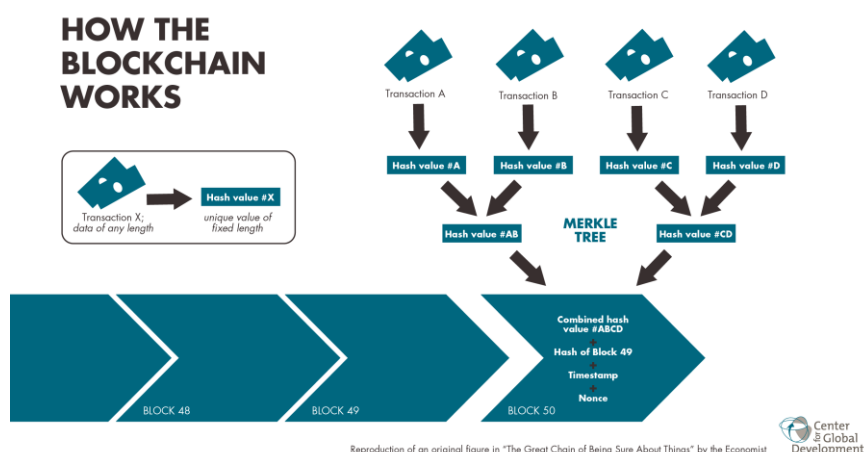 HOW THE
BLOCKCHAIN
WORKS
Transaction A
Transaction B
Transaction C
Transaction D
Hash value #A
Hash value #B
Hash value #C
Hash value #D
Transaction X;
data of any length
Hash value #X
unique value of
fixed length
Hash value #AB
MERKLE
TREE
Hash value #CD
Combined hash
value #ABCD
+
Hash of Block 49
+
Timestamp
+
Nonce
BLOCK 48
BLOCK 49
BLOCK 50
Reproduction of an original figure in "The Great Chain of Being Sure About Things" by the Economist
Center
for Global
Development